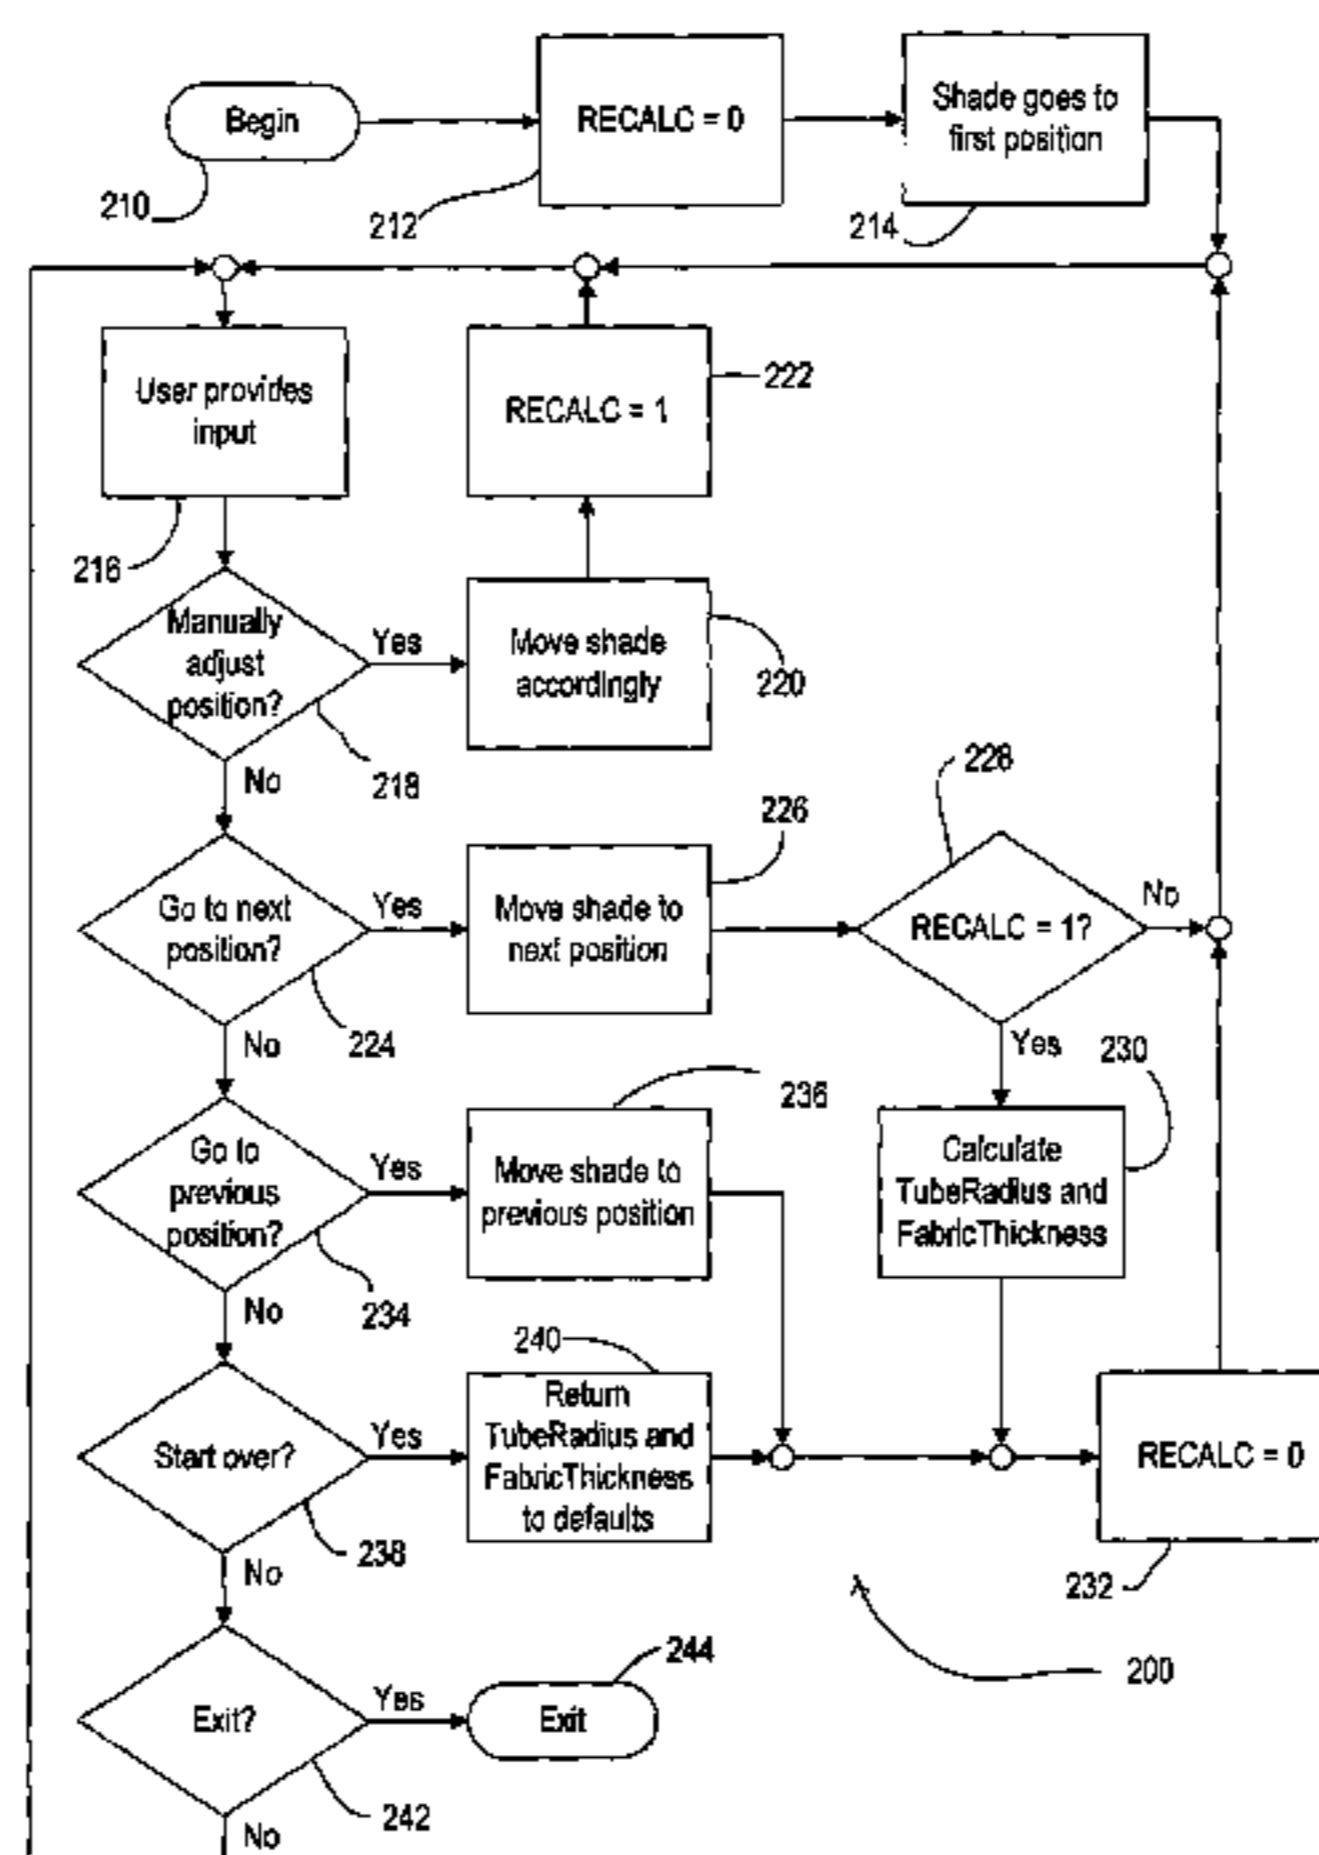 Begin
210
RECALC = 0
212
Shade goes to
first position
214
User provides
input
216
RECALC = 1
222
Manually
adjust
position?
Yes
218
No
Move shade
accordingly
220
Go to next
position?
Yes
224
No
Move shade to
next position
226
228
RECALC = 1?
No
Yes
230
Calculate
TubeRadius and
FabricThickness
Go to
previous
position?
Yes
234
No
236
Move shade to
previous position
Start over?
Yes
238
No
240
Return
TubeRadius and
FabricThickness
to defaults
RECALC = 0
232
200
Exit?
Yes
242
No
244
Exit